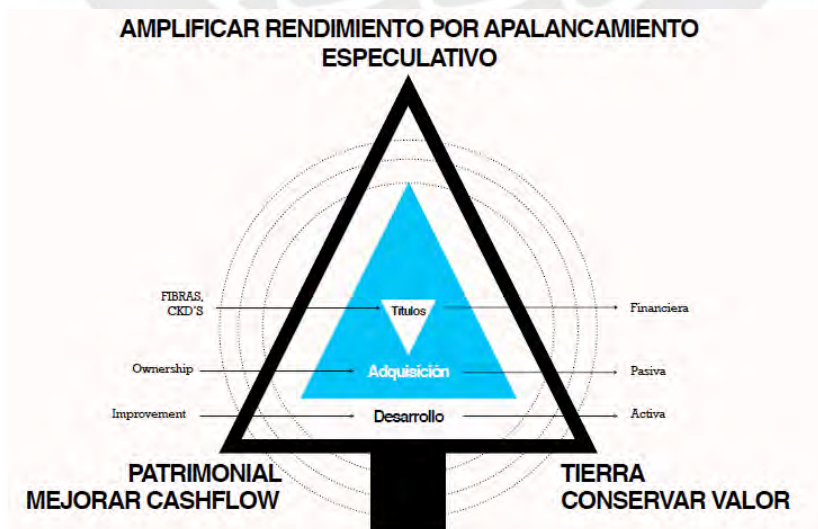 AMPLIFICAR RENDIMIENTO POR APALANCAMIENTO
ESPECULATIVO
FIBRAS,
CKD'S
Títulos
Financiera
Ownership
Adquisición
Pasiva
Improvement
Desarrollo
Activa
PATRIMONIAL
MEJORAR CASHFLOW
TIERRA
CONSERVAR VALOR